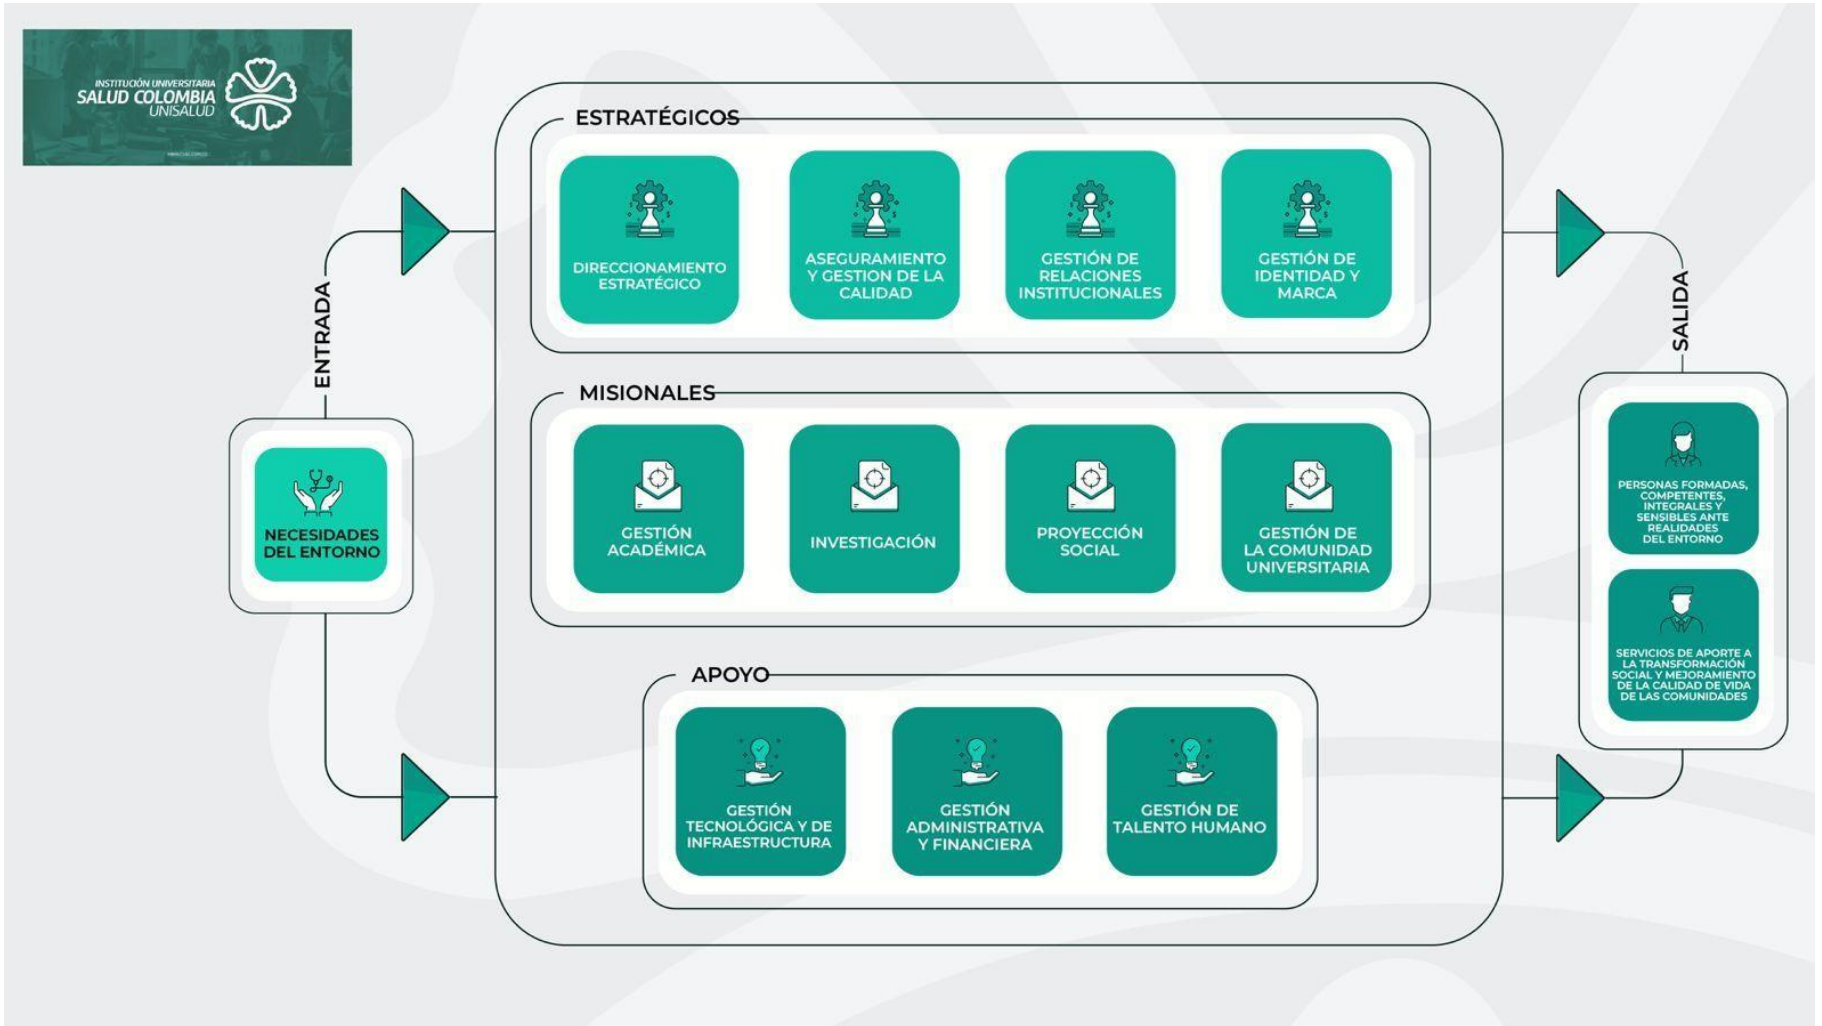 INSTITUCIÓN UNIVERSITARIA
SALUD COLOMBIA
UNISALUD
ESTRATÉGICOS
DIRECCIONAMIENTO
ESTRATÉGICO
ASEGURAMIENTO
Y GESTION DE LA
CALIDAD
GESTIÓN DE
RELACIONES
INSTITUCIONALES
GESTIÓN DE
IDENTIDAD Y
MARCA
ENTRADA
NECESIDADES
DEL ENTORNO
MISIONALES
GESTIÓN
ACADÉMICA
INVESTIGACIÓN
PROYECCIÓN
SOCIAL
GESTIÓN DE
LA COMUNIDAD
UNIVERSITARIA
APOYO
GESTIÓN
TECNOLÓGICA Y DE
INFRAESTRUCTURA
GESTIÓN
ADMINISTRATIVA
Y FINANCIERA
GESTIÓN DE
TALENTO HUMANO
SALIDA
PERSONAS FORMADAS,
COMPETENTES,
INTEGRALES Y
SENSIBLES ANTE
REALIDADES
DEL ENTORNO
SERVICIOS DE APORTE A
LA TRANSFORMACIÓN
SOCIAL Y MEJORAMIENTO
DE LA CALIDAD DE VIDA
DE LAS COMUNIDADES